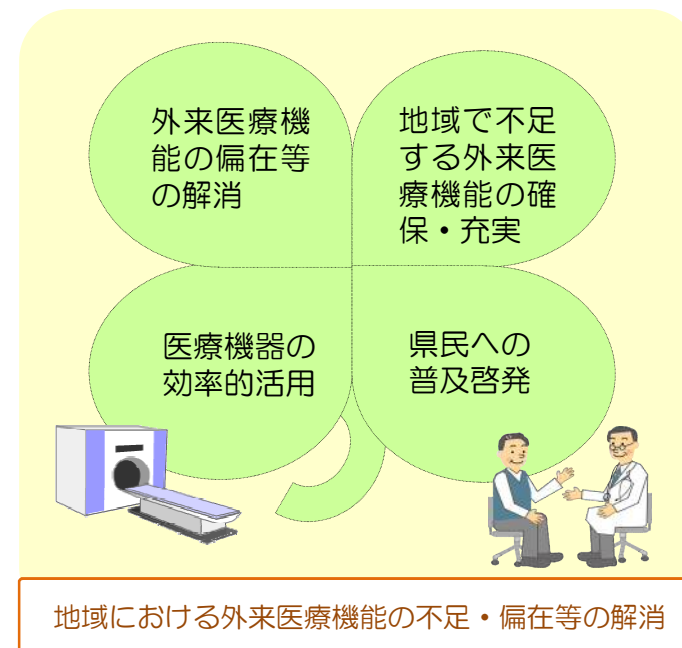 外来医療機
能の偏在等
の解消
地域で不足
する外来医
療機能の確
保・充実
医療機器の
効率的活用
県民への
普及啓発
地域における外来医療機能の不足・偏在等の解消